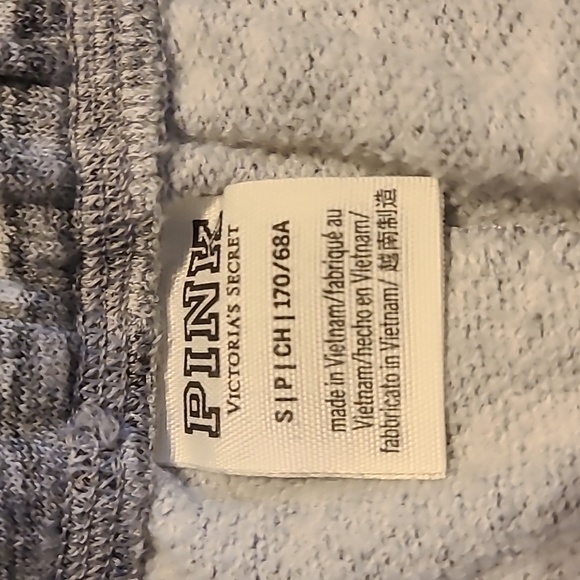 PINK
VICTORIA'S SECRET
S|P|CH|170/68A
made in Vietnam/fabriqué au
Vietnam/hecho en Vietnam/
fabbricato in Vietnam/ 越南制造